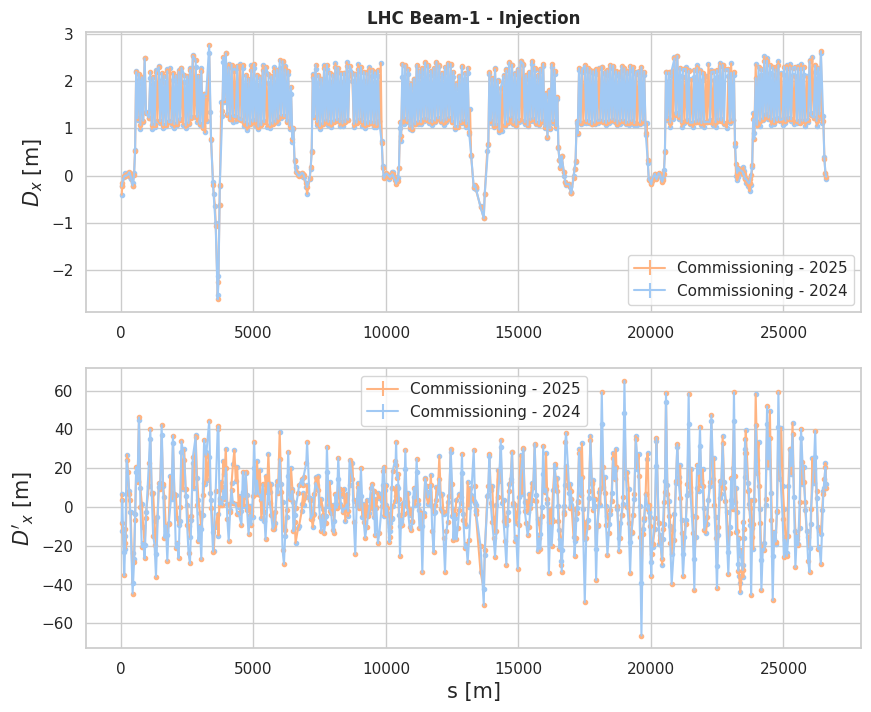 LHC Beam-1 - Injection
3
2
1
0
−1
−2
D_x [m]
Commissioning - 2025
Commissioning - 2024
0 5000 10000 15000 20000 25000
60
40
20
0
−20
−40
−60
D'_x [m]
Commissioning - 2025
Commissioning - 2024
0 5000 10000 15000 20000 25000
s [m]